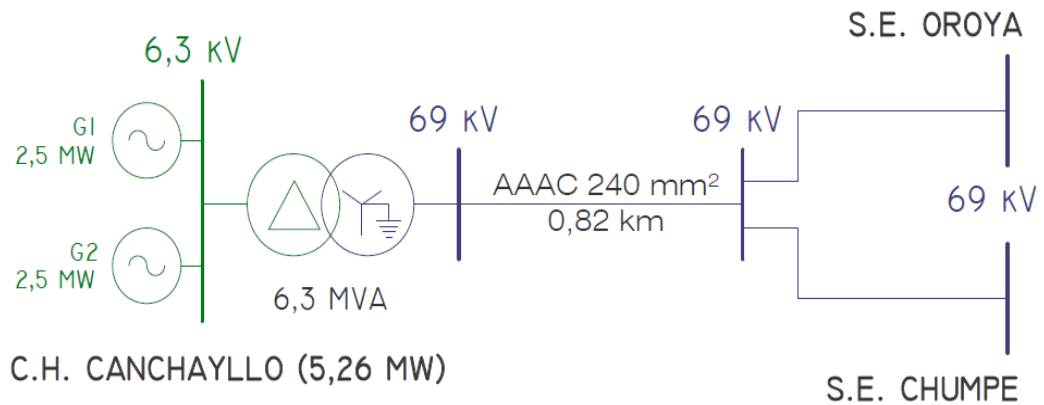 S.E. OROYA
6,3 kV
G1
2,5 MW
69 kV
69 kV
AAAC 240 mm²
0,82 km
69 kV
G2
2,5 MW
6,3 MVA
C.H. CANCHAYLLO (5,26 MW)
S.E. CHUMPE